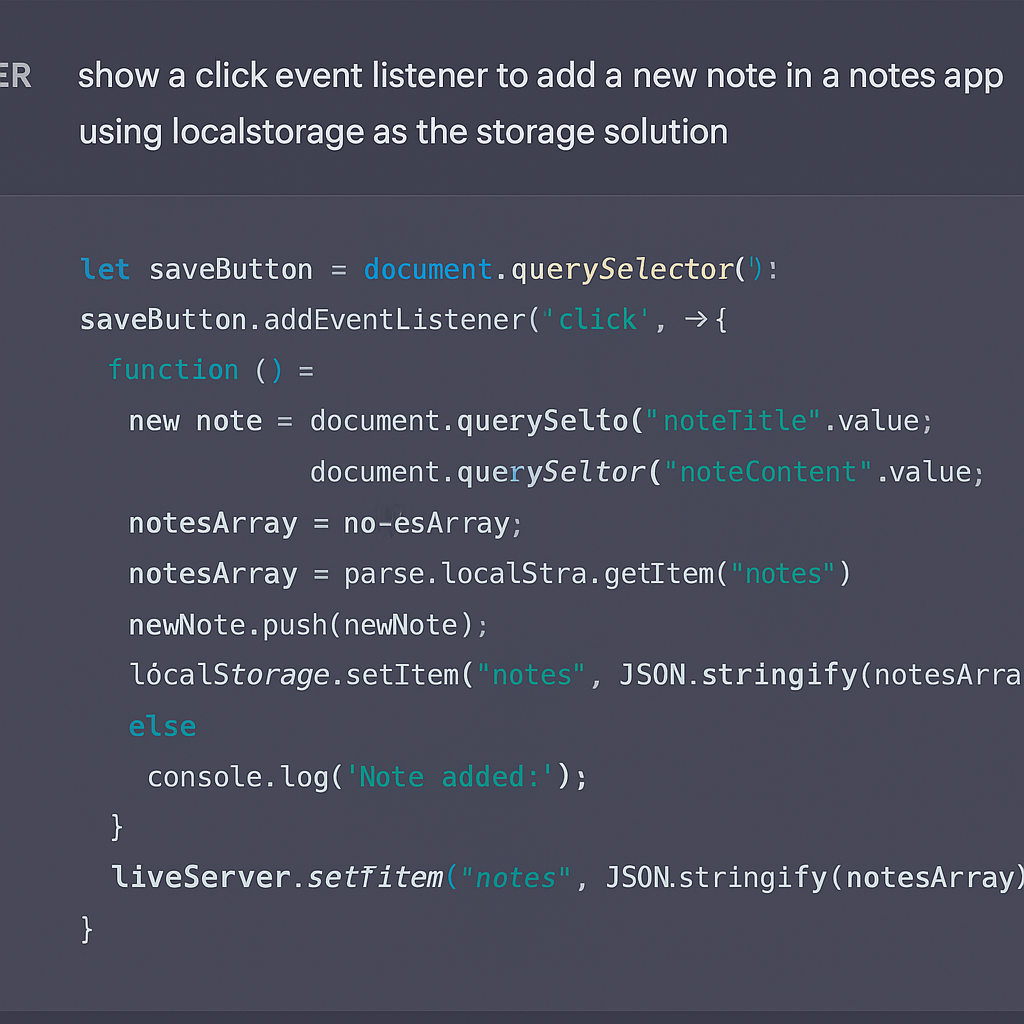 ER show a click event listener to add a new note in a notes app
using localstorage as the storage solution
let saveButton = document.querySelector('):
saveButton.addEventListener("click', →{
function () =
new note = document.querySelto("noteTitle".value;
document.querySeltor("noteContent".value;
notesArray = no-esArray;
notesArray = parse.localStra.getItem("notes")
newNote.push(newNote);
localStorage.setItem("notes", JSON.stringify(notesArra
else
console.log('Note added:');
}
liveServer.setTitem("notes", JSON.stringify(notesArray)
}